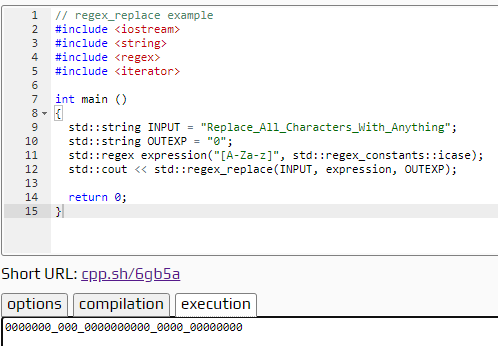 1 // regex_replace example
2 #include <iostream>
3 #include <string>
4 #include <regex>
5 #include <iterator>
6
7 int main ()
8 {
9   std::string INPUT = "Replace_All_Characters_With_Anything";
10   std::string OUTEXP = "0";
11   std::regex expression("[A-Za-z]", std::regex_constants::icase);
12   std::cout << std::regex_replace(INPUT, expression, OUTEXP);
13
14   return 0;
15 }
Short URL: cpp.sh/6gb5a
options compilation execution
0000000_000_0000000000_0000_00000000